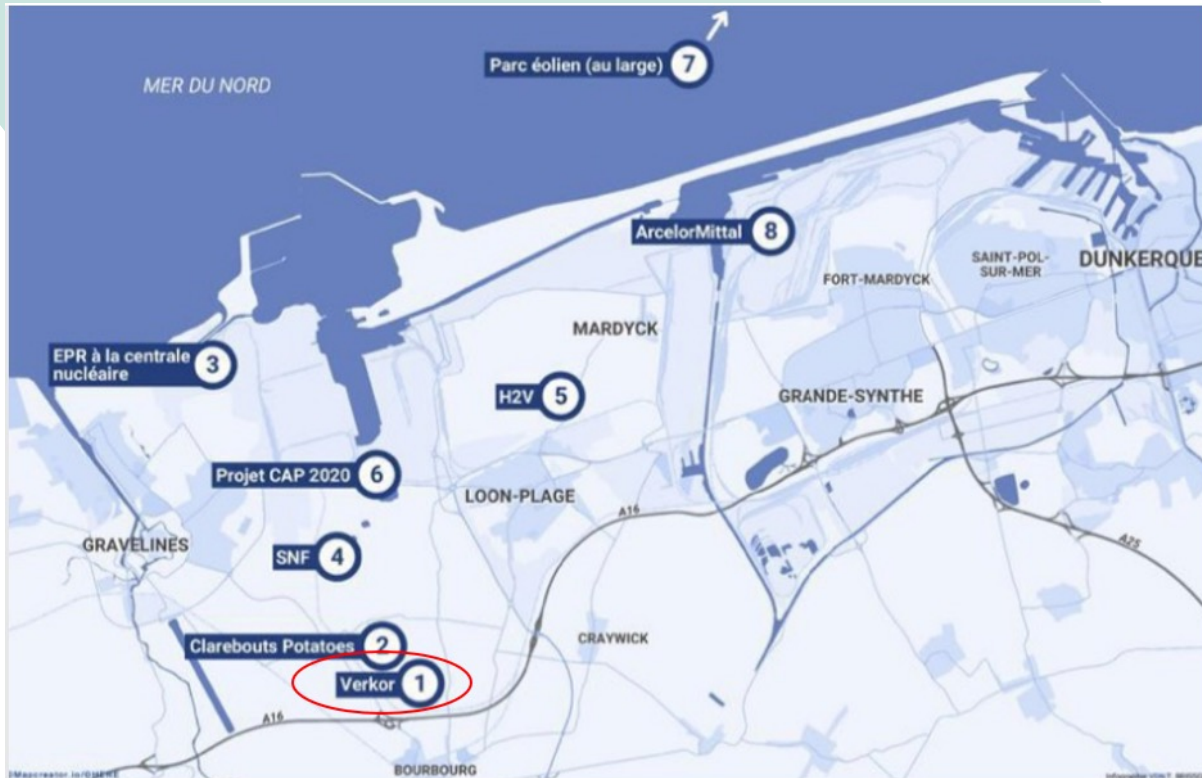 MER DU NORD
Parc éolien (au large) 7
ArcelorMittal 8
SAINT-POL-
SUR-MER
DUNKERQUE
FORT-MARDYCK
MARDYCK
EPR à la centrale
nucléaire 3
H2V 5
GRANDE-SYNTHE
Projet CAP 2020 6
LOON-PLAGE
A16
GRAVELINES
SNF 4
A25
Clarebouts Potatoes 2
CRAYWICK
Verkor 1
A16
BOURBOURG